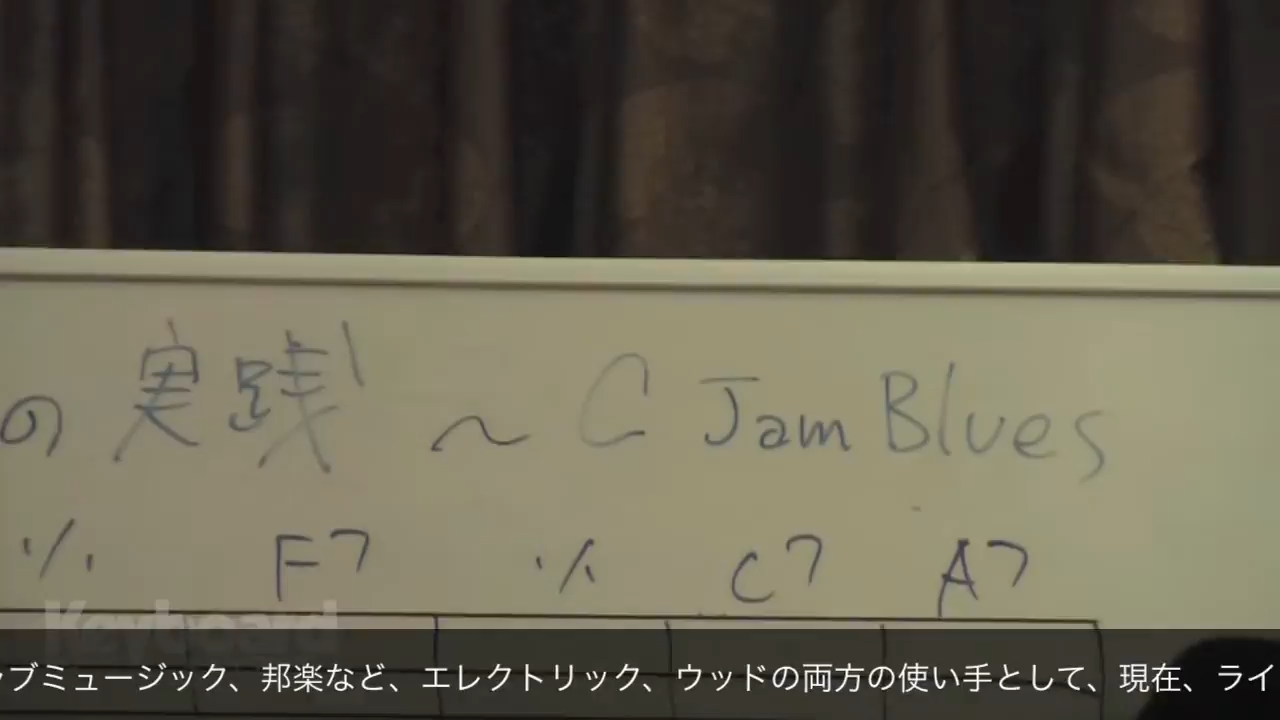 の 実践 ~ C Jam Blues
٪ F7 ٪ C7 A7
Keyboard
ブミュージック、邦楽など、エレクトリック、ウッドの両方の使い手として、現在、ライ